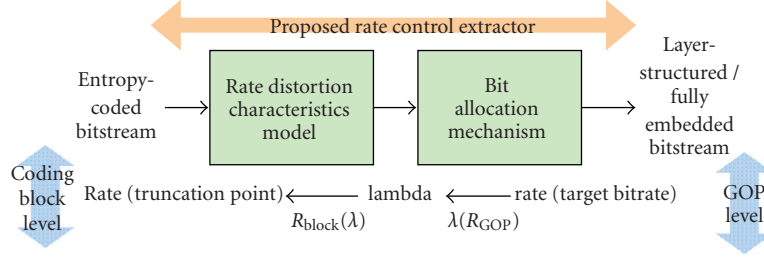 Proposed rate control extractor
Entropy-
coded
bitstream
Rate distortion
characteristics
model
Bit
allocation
mechanism
Layer-
structured /
fully
embedded
bitstream
Coding
block
level
Rate (truncation point)
lambda
rate (target bitrate)
R_block(λ)
λ(R_GOP)
GOP
level